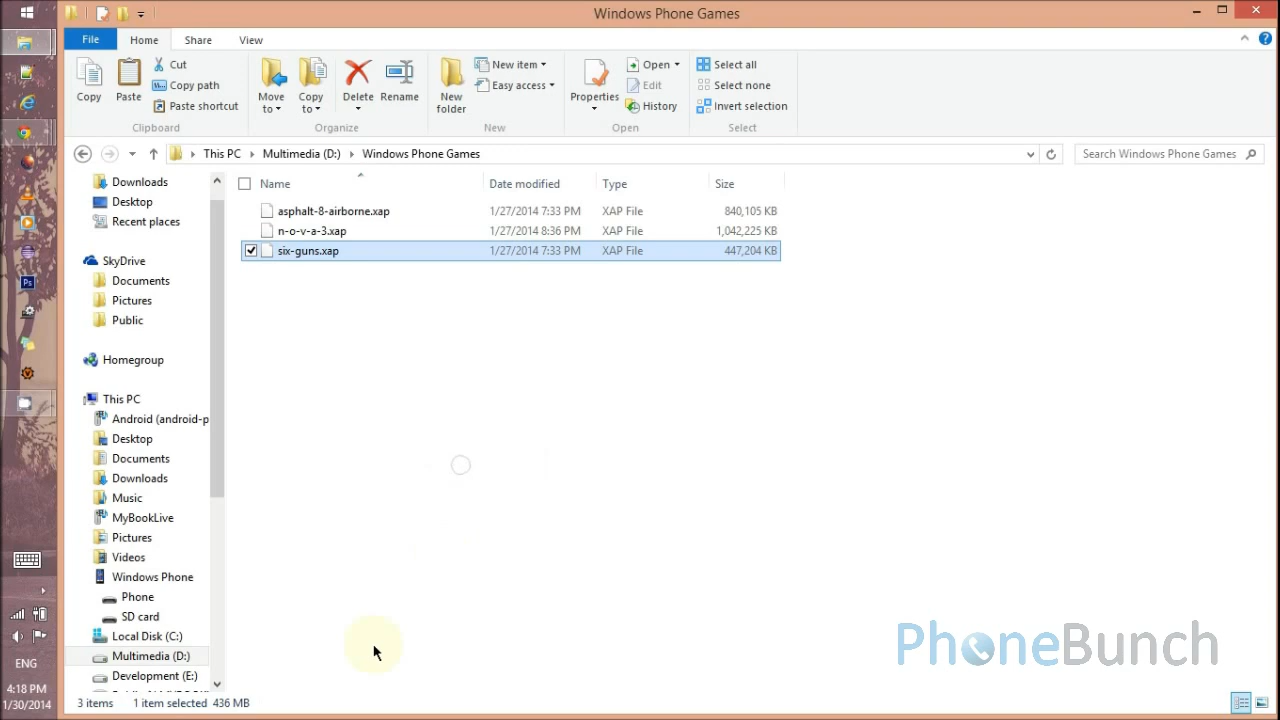 Windows Phone Games
File Home Share View
Copy
Paste
Cut
Copy path
Paste shortcut
Clipboard
Move to
Copy to
Delete
Rename
Organize
New folder
New item
Easy access
New
Properties
Open
Edit
History
Open
Select all
Select none
Invert selection
Select
This PC Multimedia (D:) Windows Phone Games
Search Windows Phone Games
Name Date modified Type Size
asphalt-8-airborne.xap 1/27/2014 7:33 PM XAP File 840,105 KB
n-o-v-a-3.xap 1/27/2014 8:36 PM XAP File 1,042,225 KB
six-guns.xap 1/27/2014 7:33 PM XAP File 447,204 KB
Downloads
Desktop
Recent places
SkyDrive
Documents
Pictures
Public
Homegroup
This PC
Android (android-p
Desktop
Documents
Downloads
Music
MyBookLive
Pictures
Videos
Windows Phone
Phone
SD card
Local Disk (C:)
Multimedia (D:)
Development (E:)
3 items 1 item selected 436 MB
Ps
ENG
4:18 PM
1/30/2014
PhoneBunch